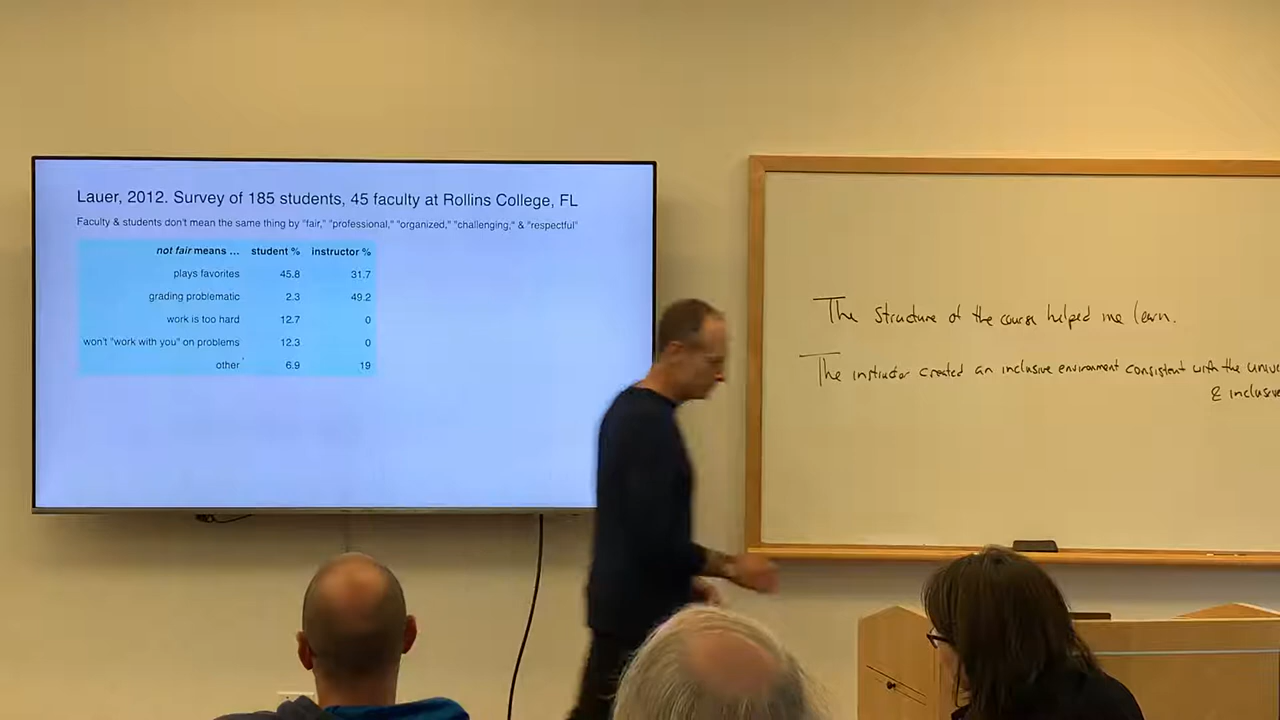 Lauer, 2012. Survey of 185 students, 45 faculty at Rollins College, FL
Faculty & students don't mean the same thing by "fair," "professional," "organized," "challenging," & "respectful"
not fair means ... student % instructor %
plays favorites 45.8 31.7
grading problematic 2.3 49.2
work is too hard 12.7 0
won't "work with you" on problems 12.3 0
other 6.9 19
The structure of the course helped me learn.
The instructor created an inclusive environment consistent with the
& inclusive